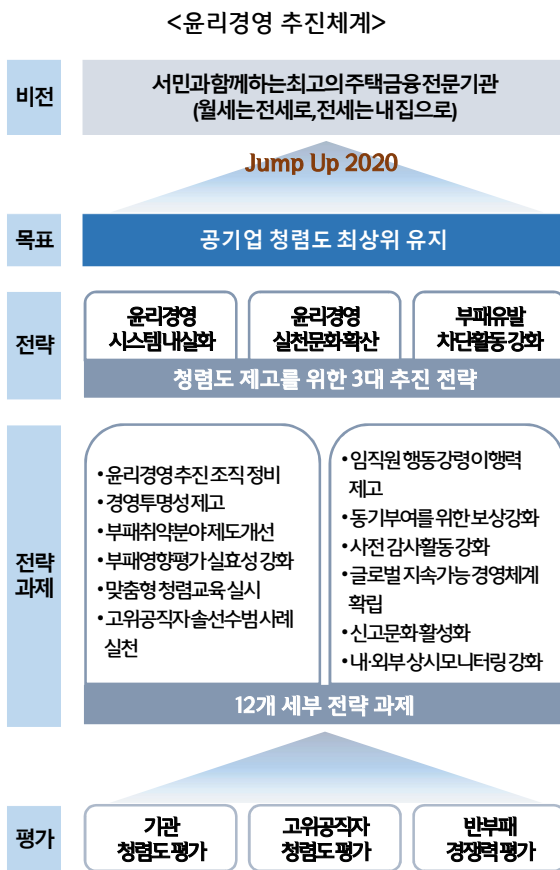 <윤리경영 추진체계>
비전
서민과 함께하는 최고의 주택금융 전문기관
(월세는 전세로, 전세는 내 집으로)
Jump Up 2020
목표
공기업 청렴도 최상위 유지
전략
윤리경영
시스템 내실화
윤리경영
실천문화 확산
부패유발
차단활동 강화
청렴도 제고를 위한 3대 추진 전략
전략
과제
• 윤리경영 추진 조직 정비
• 경영투명성 제고
• 부패취약분야 제도개선
• 부패영향평가 실효성 강화
• 맞춤형 청렴교육 실시
• 고위공직자 솔선수범 사례
실천
• 임직원 행동강령 이행력
제고
• 동기부여를 위한 보상강화
• 사전 감사활동 강화
• 글로벌 지속가능 경영체계
확립
• 신고문화 활성화
• 내·외부 상시모니터링 강화
12개 세부 전략 과제
평가
기관
청렴도 평가
고위공직자
청렴도 평가
반부패
경쟁력 평가